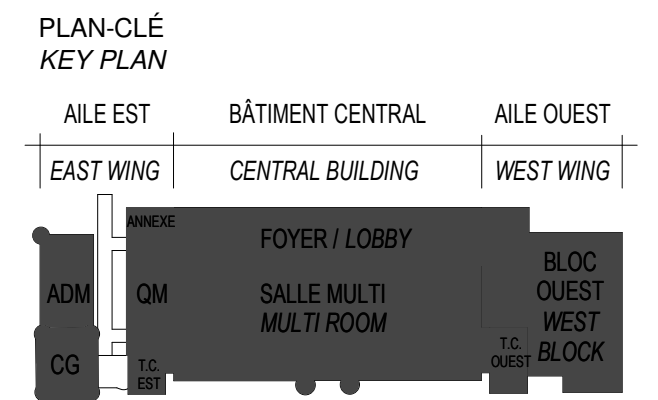 PLAN-CLÉ
KEY PLAN
AILE EST
BÂTIMENT CENTRAL
AILE OUEST
EAST WING
CENTRAL BUILDING
WEST WING
ANNEXE
FOYER / LOBBY
ADM
QM
SALLE MULTI
MULTI ROOM
BLOC
OUEST
WEST
BLOCK
CG
T.C.
EST
T.C.
OUEST